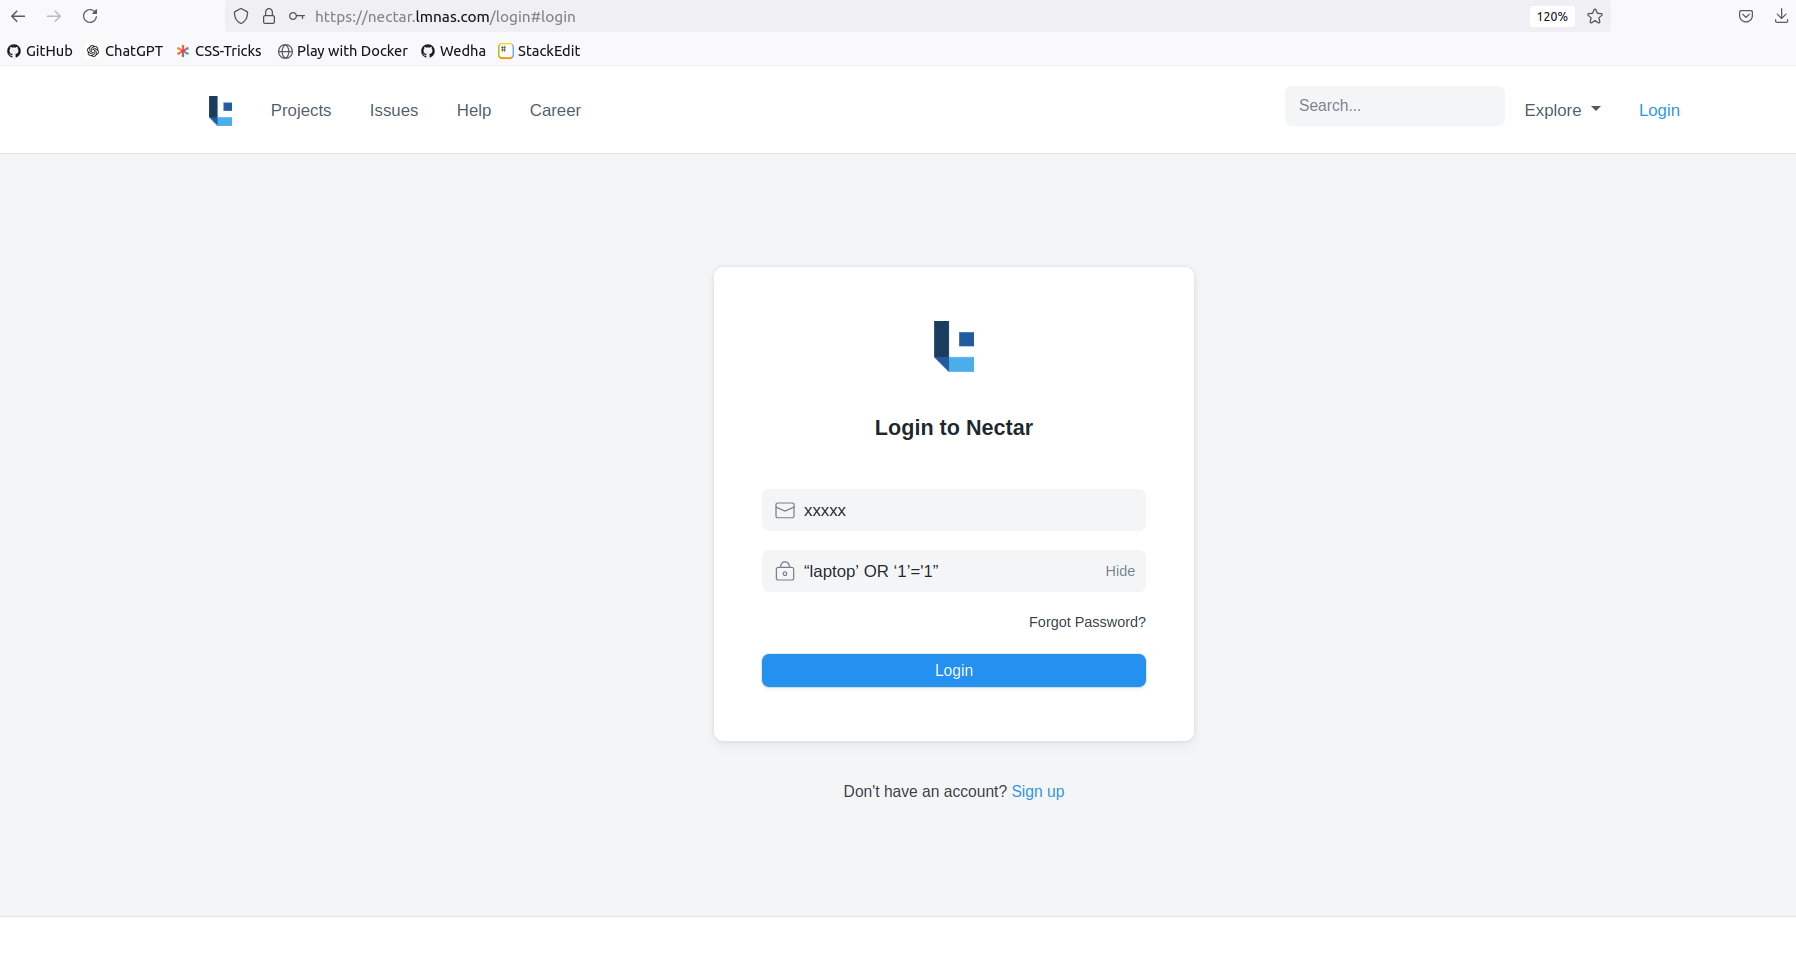 https://nectar.lmnas.com/login#login
120%
GitHub
ChatGPT
CSS-Tricks
Play with Docker
Wedha
StackEdit
Projects
Issues
Help
Career
Search...
Explore
Login
Login to Nectar
xxxxx
“laptop’ OR ‘1’='1”
Hide
Forgot Password?
Login
Don't have an account? Sign up